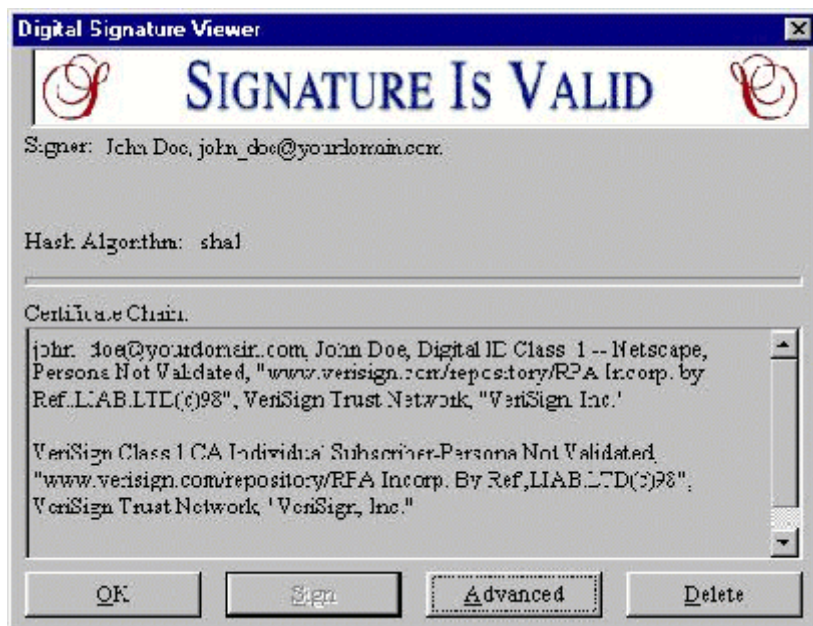 Digital Signature Viewer
SIGNATURE IS VALID
Signer: John Doe, john_doe@yourdomain.com
Hash Algorithm: sha1
Certificate Chain:
john_doe@yourdomain.com, John Doe, Digital ID Class 1 -- Netscape,
Persona Not Validated, "www.verisign.com/repository/RPA Incorp. by
Ref.,LIAB.LTD(c)98", VeriSign Trust Network, "VeriSign, Inc."
VeriSign Class 1 CA Individual Subscriber-Persona Not Validated,
"www.verisign.com/repository/RPA Incorp. By Ref.,LIAB.LTD(c)98",
VeriSign Trust Network, "VeriSign, Inc."
OK
Sign
Advanced
Delete